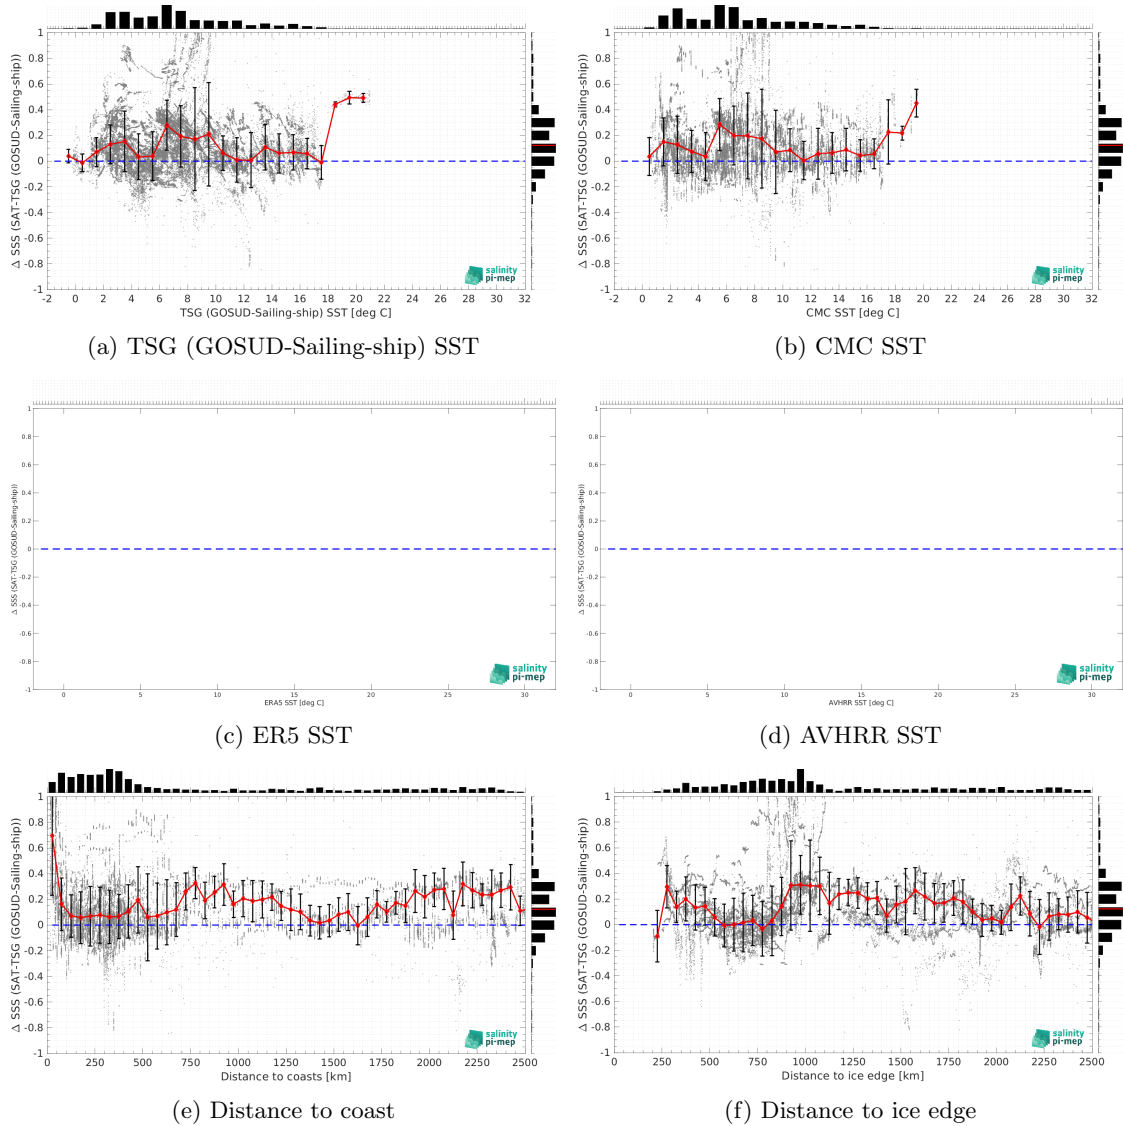 1
0.8
0.6
0.4
0.2
0
-0.2
-0.4
-0.6
-0.8
-1
Δ SSS (SAT-TSG (GOSUD-Sailing-ship))
-2 0 2 4 6 8 10 12 14 16 18 20 22 24 26 28 30 32
TSG (GOSUD-Sailing-ship) SST [deg C]
salinity
pi-mep
(a) TSG (GOSUD-Sailing-ship) SST
1
0.8
0.6
0.4
0.2
0
-0.2
-0.4
-0.6
-0.8
-1
Δ SSS (SAT-TSG (GOSUD-Sailing-ship))
-2 0 2 4 6 8 10 12 14 16 18 20 22 24 26 28 30 32
CMC SST [deg C]
salinity
pi-mep
(b) CMC SST
1
0.8
0.6
0.4
0.2
0
-0.2
-0.4
-0.6
-0.8
-1
Δ SSS (SAT-TSG (GOSUD-Sailing-ship))
0 5 10 15 20 25 30
ERA5 SST [deg C]
salinity
pi-mep
(c) ER5 SST
1
0.8
0.6
0.4
0.2
0
-0.2
-0.4
-0.6
-0.8
-1
Δ SSS (SAT-TSG (GOSUD-Sailing-ship))
0 5 10 15 20 25 30
AVHRR SST [deg C]
salinity
pi-mep
(d) AVHRR SST
1
0.8
0.6
0.4
0.2
0
-0.2
-0.4
-0.6
-0.8
-1
Δ SSS (SAT-TSG (GOSUD-Sailing-ship))
0 250 500 750 1000 1250 1500 1750 2000 2250 2500
Distance to coasts [km]
salinity
pi-mep
(e) Distance to coast
1
0.8
0.6
0.4
0.2
0
-0.2
-0.4
-0.6
-0.8
-1
Δ SSS (SAT-TSG (GOSUD-Sailing-ship))
0 250 500 750 1000 1250 1500 1750 2000 2250 2500
Distance to ice edge [km]
salinity
pi-mep
(f) Distance to ice edge